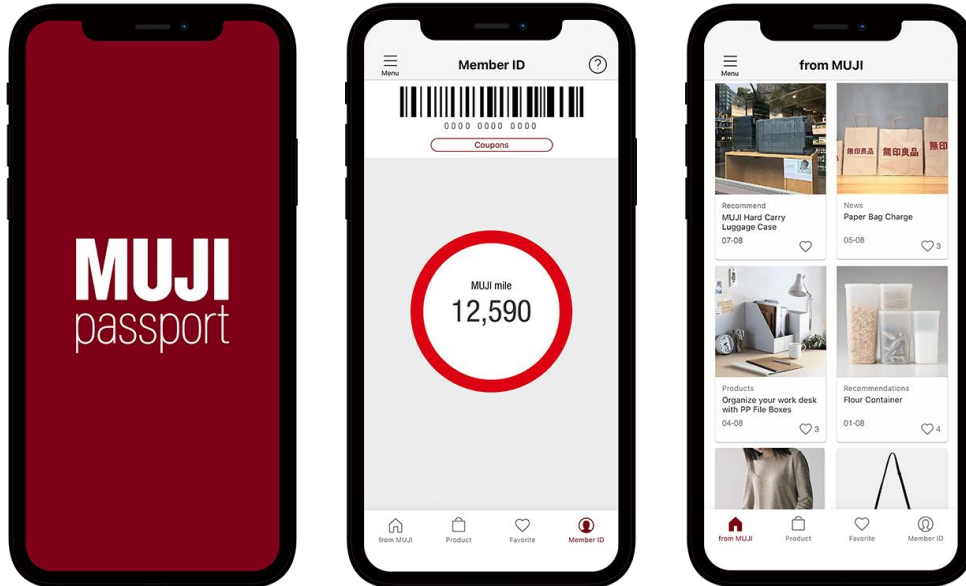 MUJI
passport
Menu
Member ID
?
0000 0000 0000
Coupons
MUJI mile
12,590
from MUJI
Product
Favorite
Member ID
Menu
from MUJI
Recommend
MUJI Hard Carry
Luggage Case
07-08
無印良品
無印良品
無印
News
Paper Bag Charge
05-08
3
Products
Organize your work desk
with PP File Boxes
04-08
3
Recommendations
Flour Container
01-08
4
from MUJI
Product
Favorite
Member ID